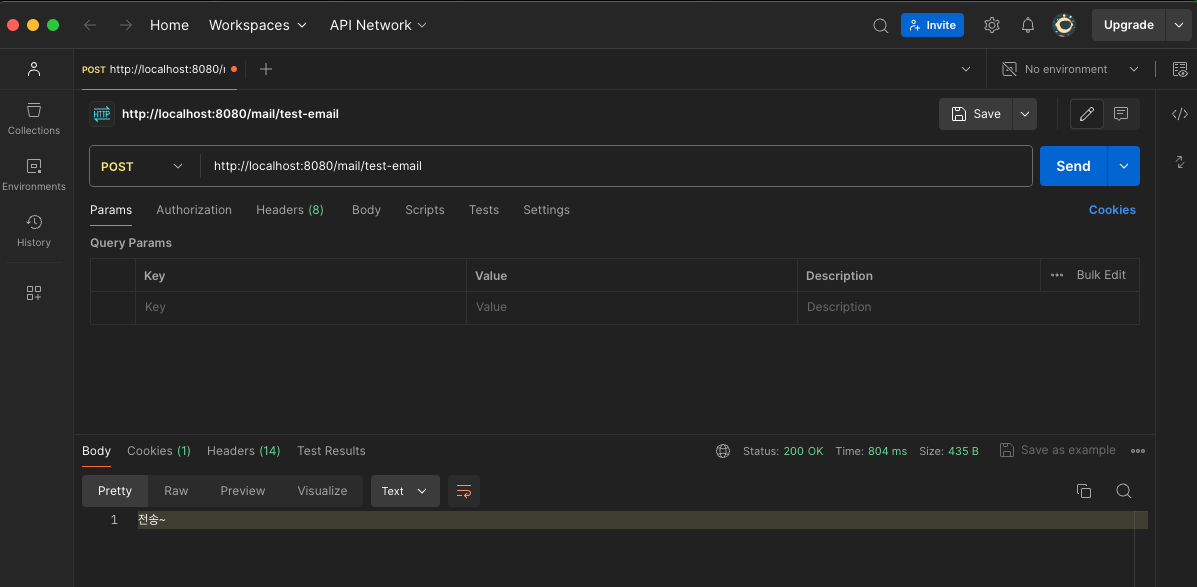 Home Workspaces API Network Invite Upgrade
POST http://localhost:8080/ No environment
HTTP http://localhost:8080/mail/test-email Save
Collections
POST http://localhost:8080/mail/test-email Send
Environments
Params Authorization Headers (8) Body Scripts Tests Settings Cookies
History
Query Params
Key Value Description ••• Bulk Edit
Key Value Description
Body Cookies (1) Headers (14) Test Results Status: 200 OK Time: 804 ms Size: 435 B Save as example •••
Pretty Raw Preview Visualize Text
1 전송~